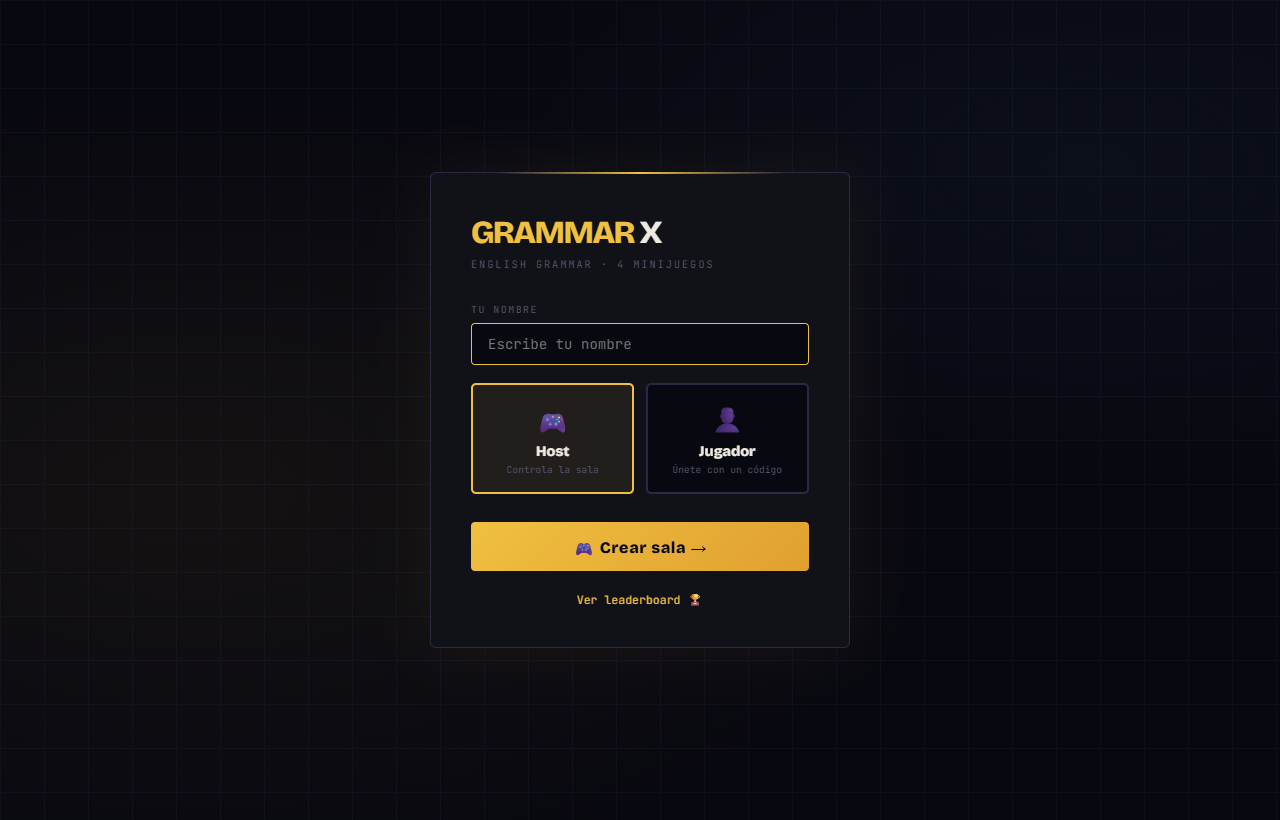 GRAMMAR X
ENGLISH GRAMMAR · 4 MINIJUEGOS
TU NOMBRE
Escribe tu nombre
Host
Controla la sala
Jugador
Únete con un código
🎮 Crear sala →
Ver leaderboard 🏆